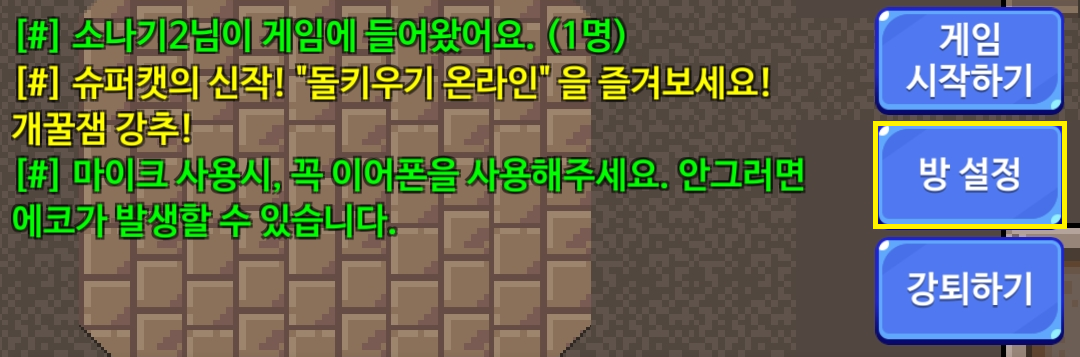 [#] 소나기2님이 게임에 들어왔어요. (1명)
[#] 슈퍼캣의 신작! "돌키우기 온라인" 을 즐겨보세요!
개꿀잼 강추!
[#] 마이크 사용시, 꼭 이어폰을 사용해주세요. 안그러면
에코가 발생할 수 있습니다.
게임
시작하기
방 설정
강퇴하기